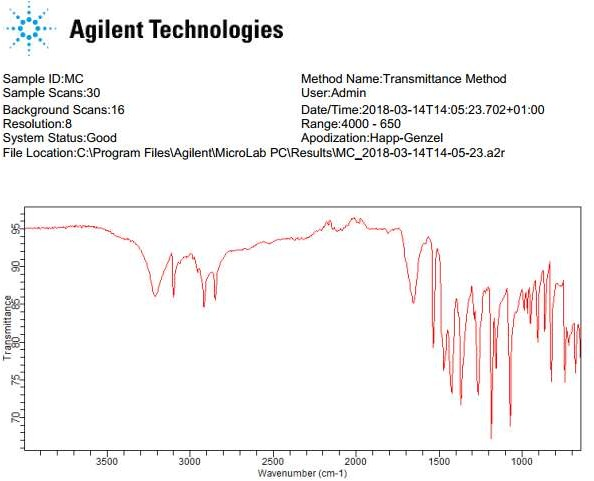 Agilent Technologies
Sample ID:MC
Method Name:Transmittance Method
Sample Scans:30
User:Admin
Background Scans:16
Date/Time:2018-03-14T14:05:23.702+01:00
Resolution:8
Range:4000 - 650
System Status:Good
Apodization:Happ-Genzel
File Location:C:\Program Files\Agilent\MicroLab PC\Results\MC_2018-03-14T14-05-23.a2r
95
90
85
80
75
70
Transmittance
3500 3000 2500 2000 1500 1000
Wavenumber (cm-1)